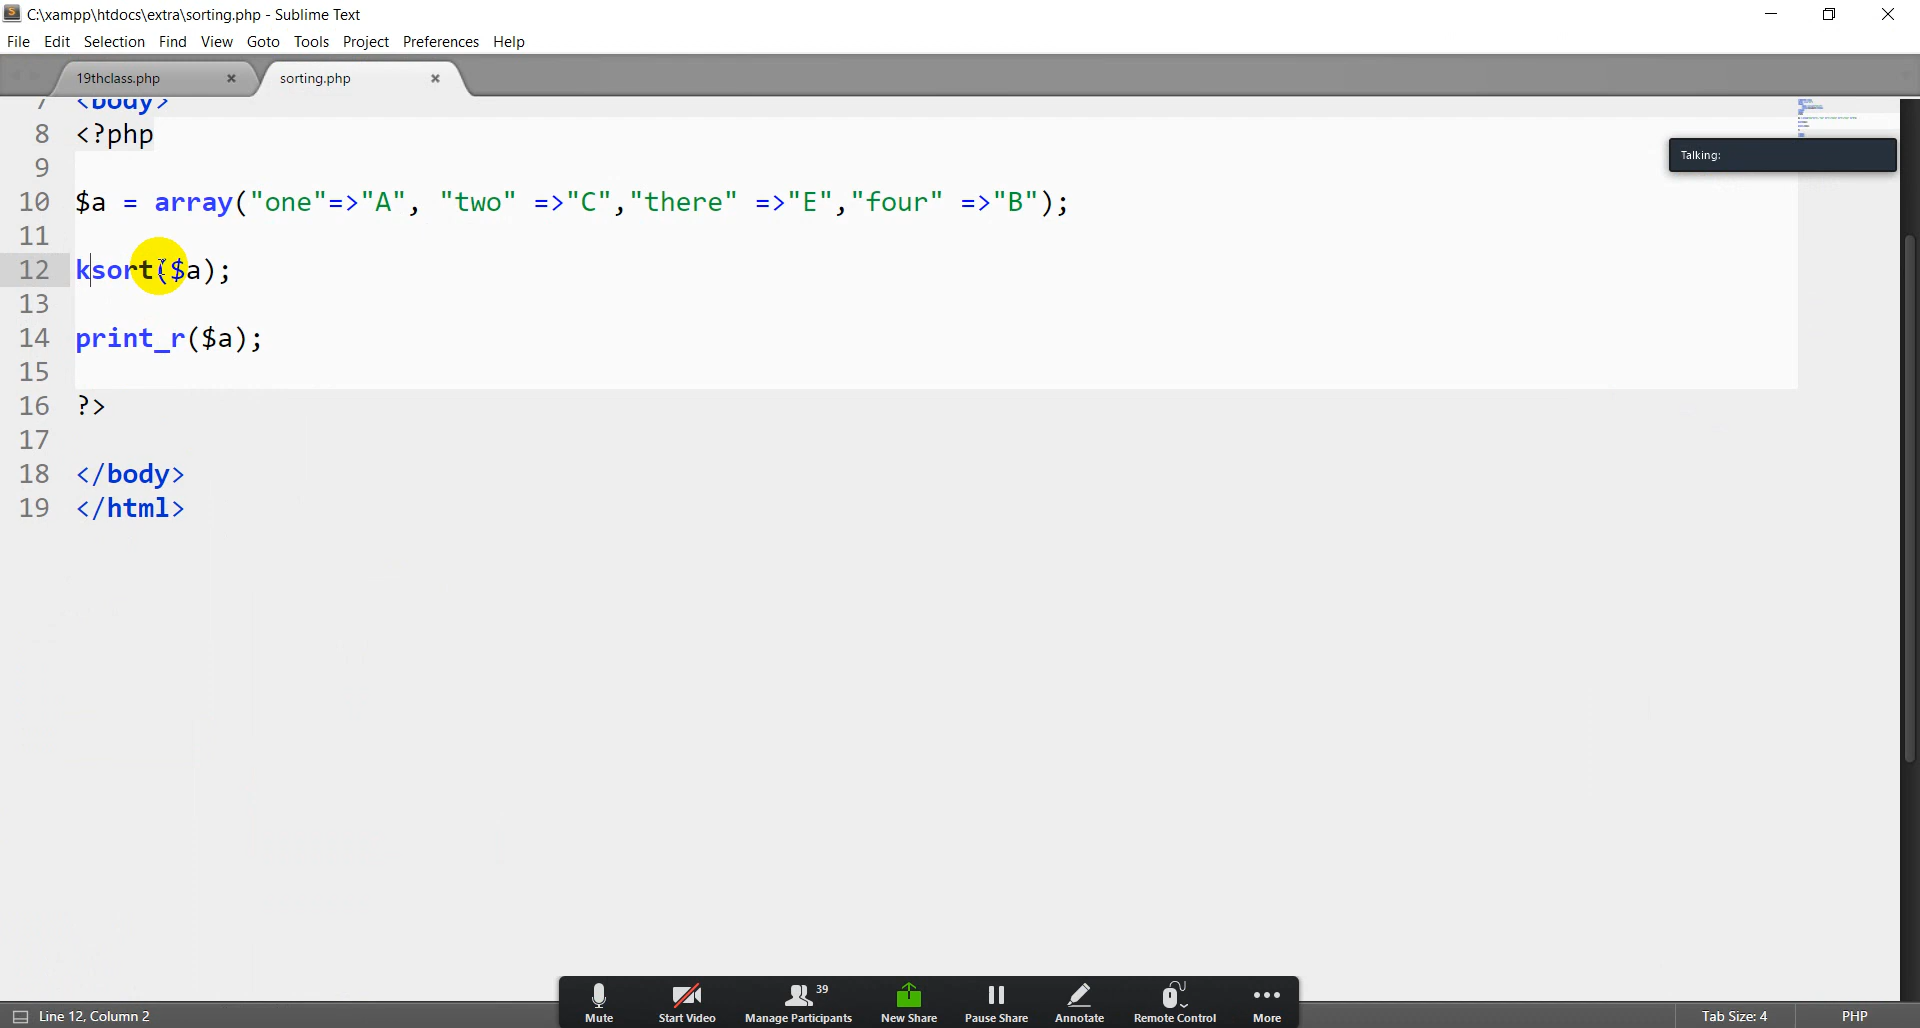 C:\xampp\htdocs\extra\sorting.php - Sublime Text
File Edit Selection Find View Goto Tools Project Preferences Help
19thclass.php × sorting.php ×
7 <body>
8 <?php
Talking:
9
10 $a = array("one"=>"A", "two" =>"C","there" =>"E","four" =>"B");
11
12 ksort($a);
13
14 print_r($a);
15
16 ?>
17
18 </body>
19 </html>
39
Mute Start Video Manage Participants New Share Pause Share Annotate Remote Control More
Line 12, Column 2 Tab Size: 4 PHP